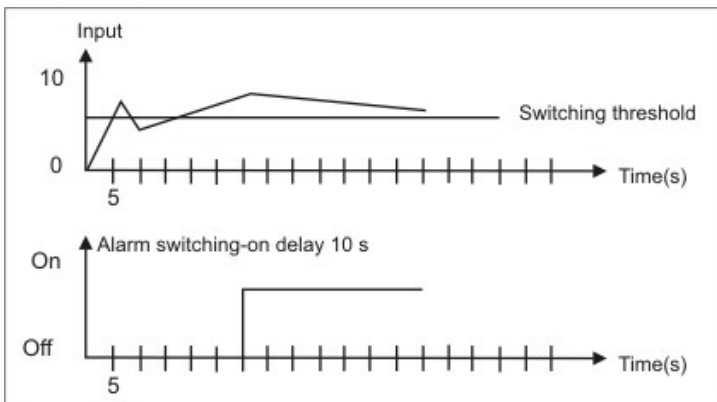 Input
10
Switching threshold
0
Time(s)
5
Alarm switching-on delay 10 s
On
Off
Time(s)
5